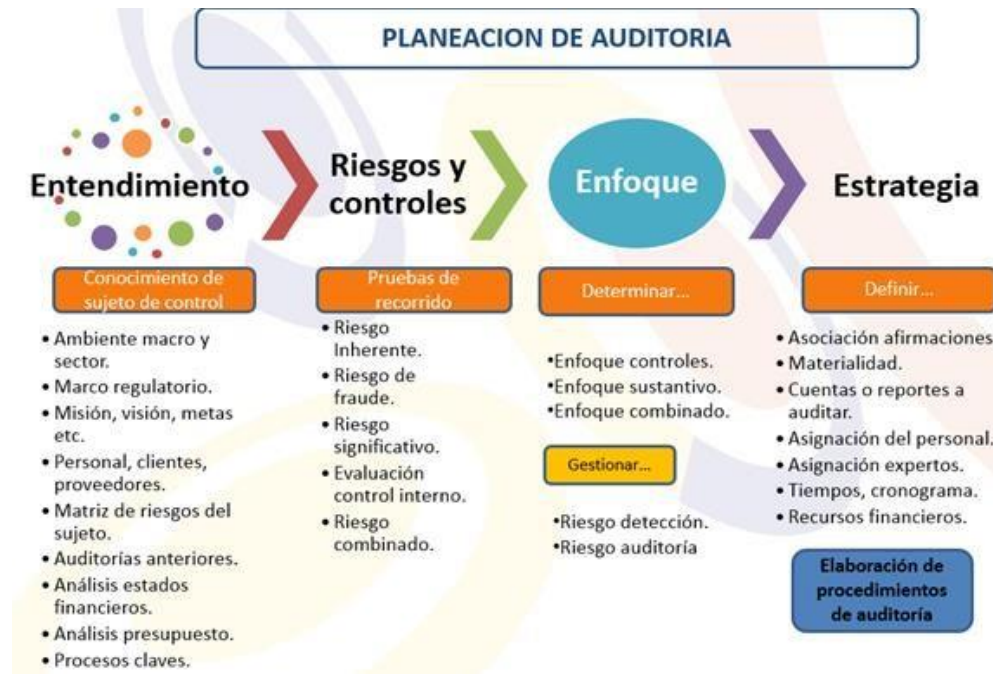 PLANEACION DE AUDITORIA
Entendimiento
Riesgos y
controles
Enfoque
Estrategia
Conocimiento de
sujeto de control
• Ambiente macro y
sector.
• Marco regulatorio.
• Misión, visión, metas
etc.
• Personal, clientes,
proveedores.
• Matriz de riesgos del
sujeto.
• Auditorías anteriores.
• Análisis estados
financieros.
• Análisis presupuesto.
• Procesos claves.
Pruebas de
recorrido
• Riesgo
Inherente.
• Riesgo de
fraude.
• Riesgo
significativo.
• Evaluación
control interno.
• Riesgo
combinado.
Determinar...
•Enfoque controles.
•Enfoque sustantivo.
•Enfoque combinado.
Gestionar...
•Riesgo detección.
•Riesgo auditoría
Definir...
• Asociación afirmaciones
• Materialidad.
• Cuentas o reportes a
auditar.
• Asignación del personal.
• Asignación expertos.
• Tiempos, cronograma.
• Recursos financieros.
Elaboración de
procedimientos
de auditoría